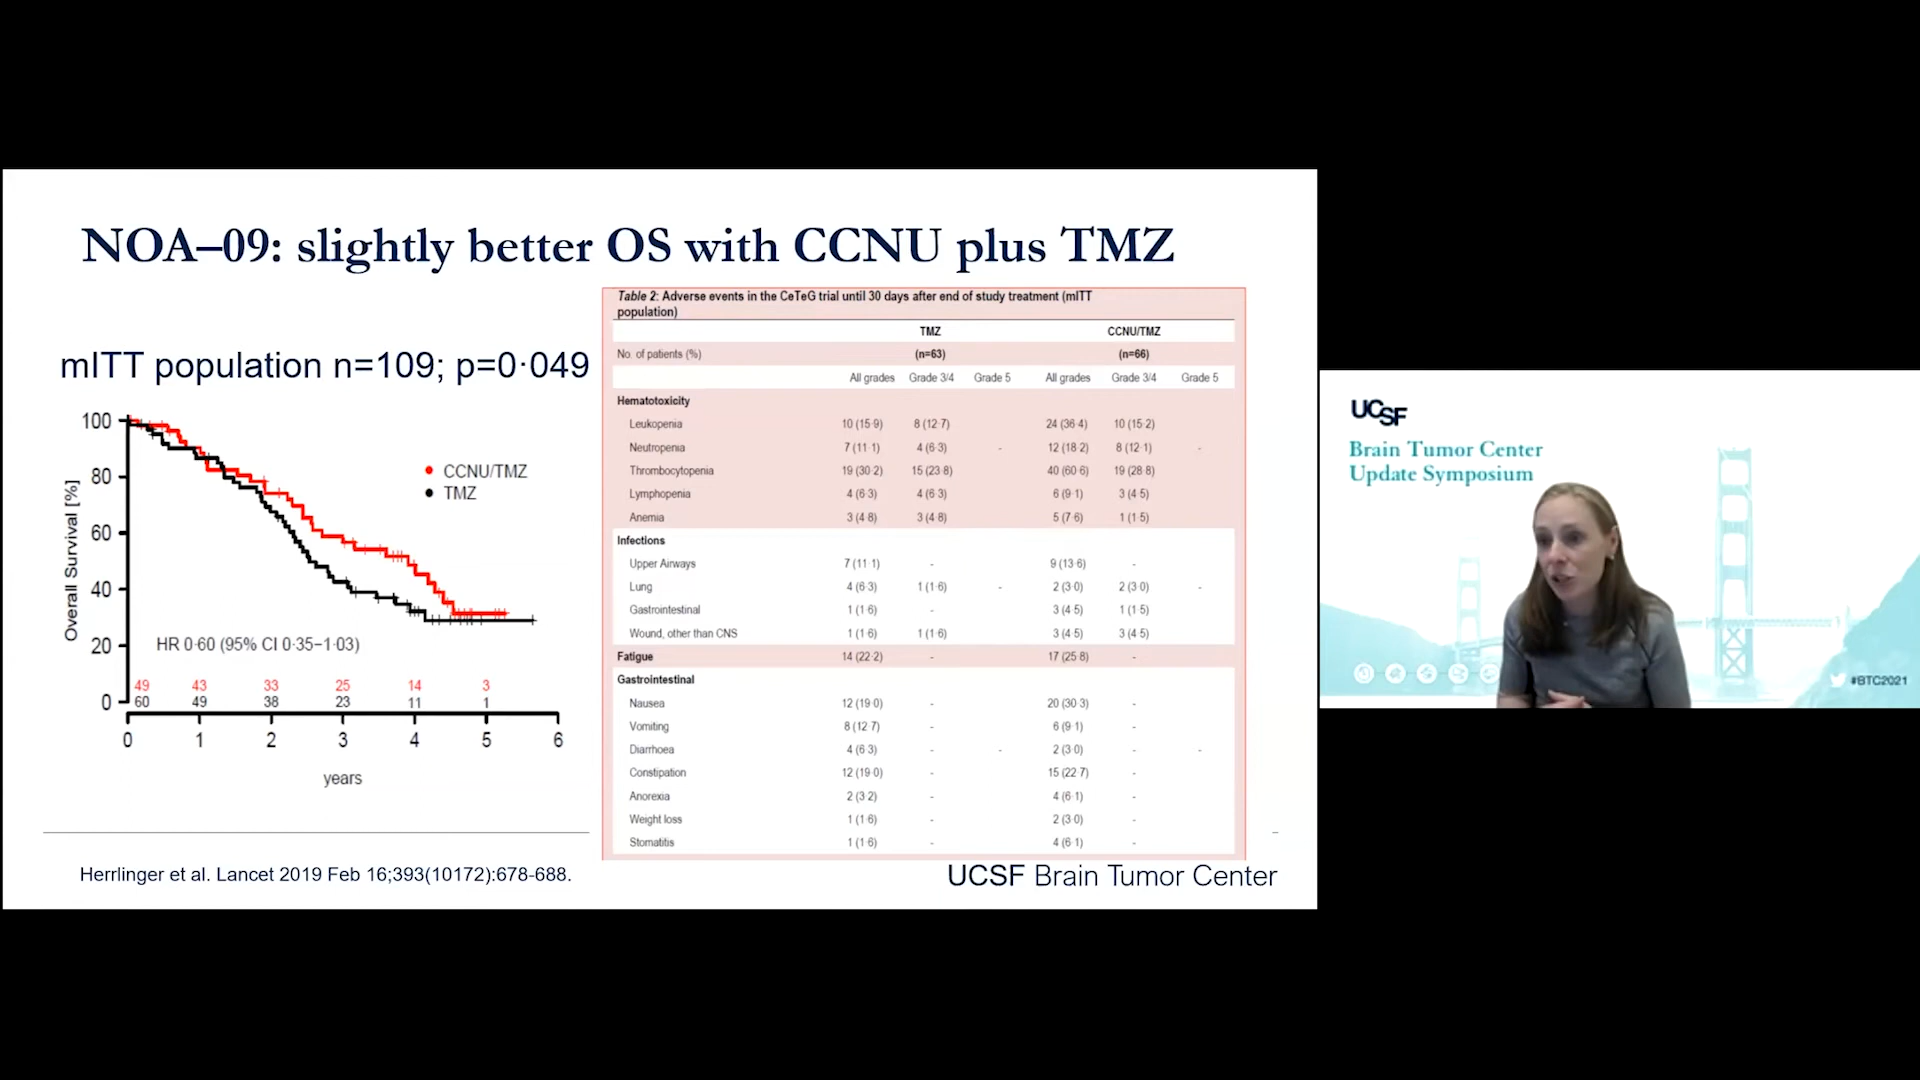 NOA–09: slightly better OS with CCNU plus TMZ
mITT population n=109; p=0·049
Overall Survival [%]
100
80
60
40
20
0
CCNU/TMZ
TMZ
HR 0·60 (95% CI 0·35−1·03)
49 43 33 25 14 3
60 49 38 23 11 1
0 1 2 3 4 5 6
years
Table 2: Adverse events in the CeTeG trial until 30 days after end of study treatment (mITT
population)
TMZ CCNU/TMZ
No. of patients (%) (n=63) (n=66)
All grades Grade 3/4 Grade 5 All grades Grade 3/4 Grade 5
Hematotoxicity
Leukopenia 10 (15·9) 8 (12·7) 24 (36·4) 10 (15·2)
Neutropenia 7 (11·1) 4 (6·3) - 12 (18·2) 8 (12·1) -
Thrombocytopenia 19 (30·2) 15 (23·8) 40 (60·6) 19 (28·8)
Lymphopenia 4 (6·3) 4 (6·3) 6 (9·1) 3 (4·5)
Anemia 3 (4·8) 3 (4·8) 5 (7·6) 1 (1·5)
Infections
Upper Airways 7 (11·1) - 9 (13·6) -
Lung 4 (6·3) 1 (1·6) - 2 (3·0) 2 (3·0) -
Gastrointestinal 1 (1·6) - 3 (4·5) 1 (1·5)
Wound, other than CNS 1 (1·6) 1 (1·6) 3 (4·5) 3 (4·5)
Fatigue 14 (22·2) - 17 (25·8) -
Gastrointestinal
Nausea 12 (19·0) - 20 (30·3) -
Vomiting 8 (12·7) - 6 (9·1) -
Diarrhoea 4 (6·3) - - 2 (3·0) - -
Constipation 12 (19·0) - 15 (22·7) -
Anorexia 2 (3·2) - 4 (6·1) -
Weight loss 1 (1·6) - 2 (3·0) -
Stomatitis 1 (1·6) - 4 (6·1) -
Herrlinger et al. Lancet 2019 Feb 16;393(10172):678-688.
UCSF Brain Tumor Center
UCSF
Brain Tumor Center
Update Symposium
#BTC2021